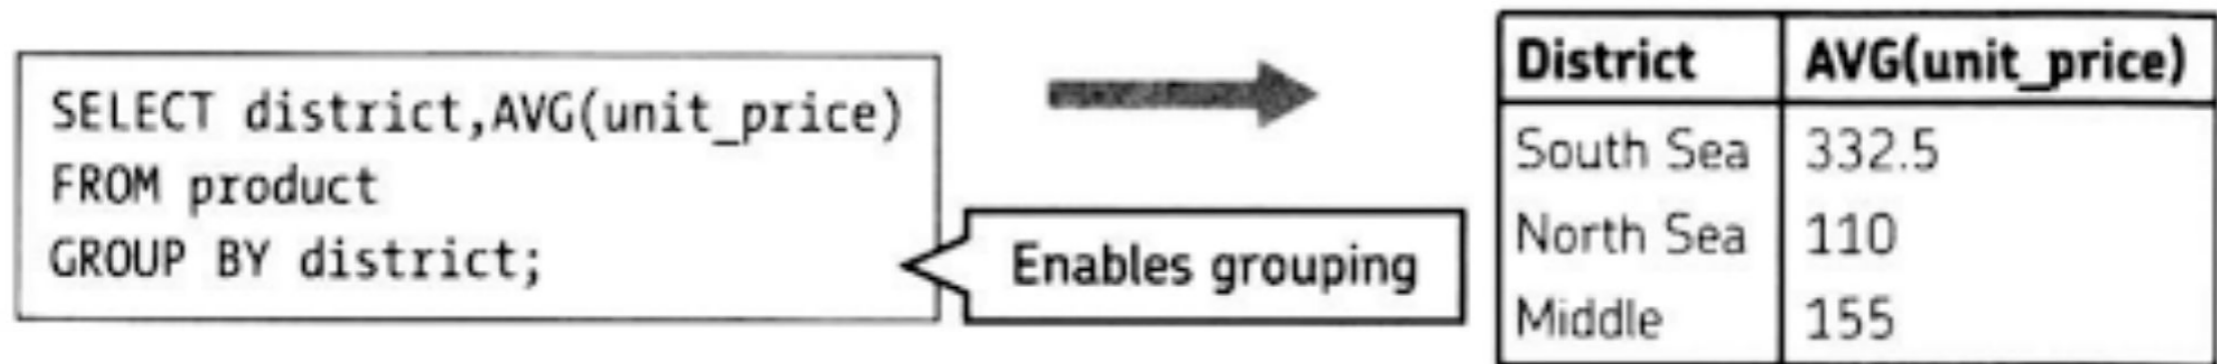 SELECT district,AVG(unit_price)
FROM product
GROUP BY district;
Enables grouping
District AVG(unit_price)
South Sea 332.5
North Sea 110
Middle 155